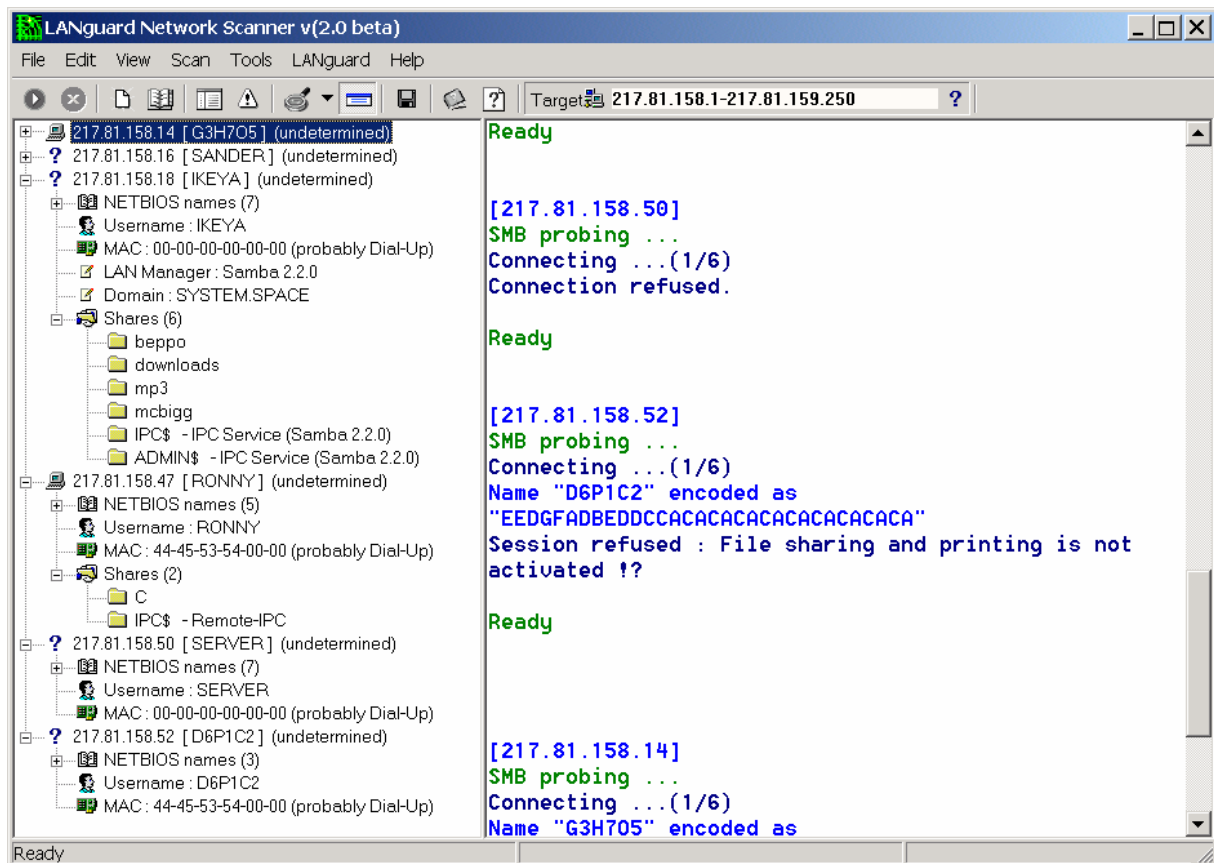 LANguard Network Scanner v(2.0 beta)
File Edit View Scan Tools LANguard Help
Target 217.81.158.1-217.81.159.250 ?
217.81.158.14 [ G3H7O5 ] (undetermined)
? 217.81.158.16 [ SANDER ] (undetermined)
? 217.81.158.18 [ IKEYA ] (undetermined)
NETBIOS names (7)
Username : IKEYA
MAC : 00-00-00-00-00-00 (probably Dial-Up)
LAN Manager : Samba 2.2.0
Domain : SYSTEM.SPACE
Shares (6)
beppo
downloads
mp3
mcbigg
IPC$ - IPC Service (Samba 2.2.0)
ADMIN$ - IPC Service (Samba 2.2.0)
217.81.158.47 [ RONNY ] (undetermined)
NETBIOS names (5)
Username : RONNY
MAC : 44-45-53-54-00-00 (probably Dial-Up)
Shares (2)
C
IPC$ - Remote-IPC
? 217.81.158.50 [ SERVER ] (undetermined)
NETBIOS names (7)
Username : SERVER
MAC : 00-00-00-00-00-00 (probably Dial-Up)
? 217.81.158.52 [ D6P1C2 ] (undetermined)
NETBIOS names (3)
Username : D6P1C2
MAC : 44-45-53-54-00-00 (probably Dial-Up)
Ready
[217.81.158.50]
SMB probing ...
Connecting ...(1/6)
Connection refused.
Ready
[217.81.158.52]
SMB probing ...
Connecting ...(1/6)
Name "D6P1C2" encoded as
"EEDGFADBEDDCCACACACACACACACACACA"
Session refused : File sharing and printing is not
activated !?
Ready
[217.81.158.14]
SMB probing ...
Connecting ...(1/6)
Name "G3H7O5" encoded as
Ready